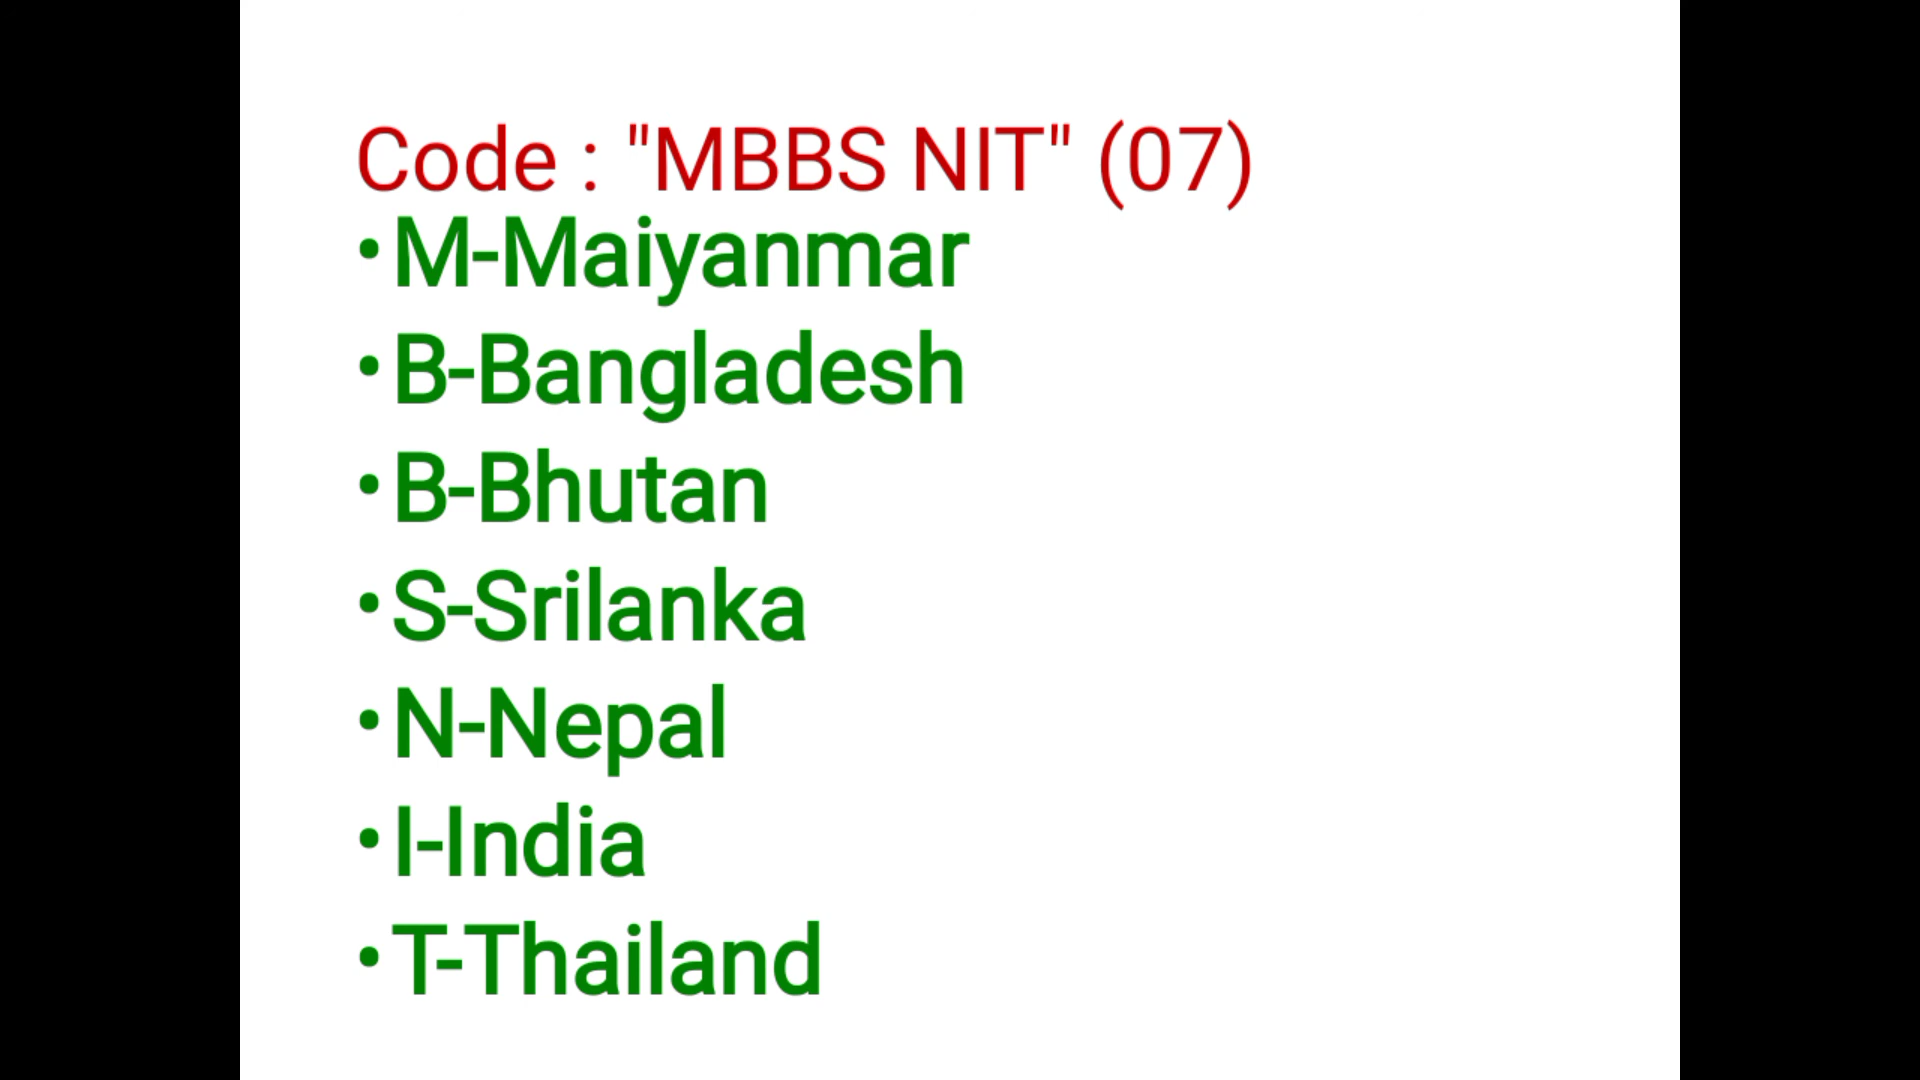 Code : "MBBS NIT" (07)
•M-Maiyanmar
•B-Bangladesh
•B-Bhutan
•S-Srilanka
•N-Nepal
•I-India
•T-Thailand